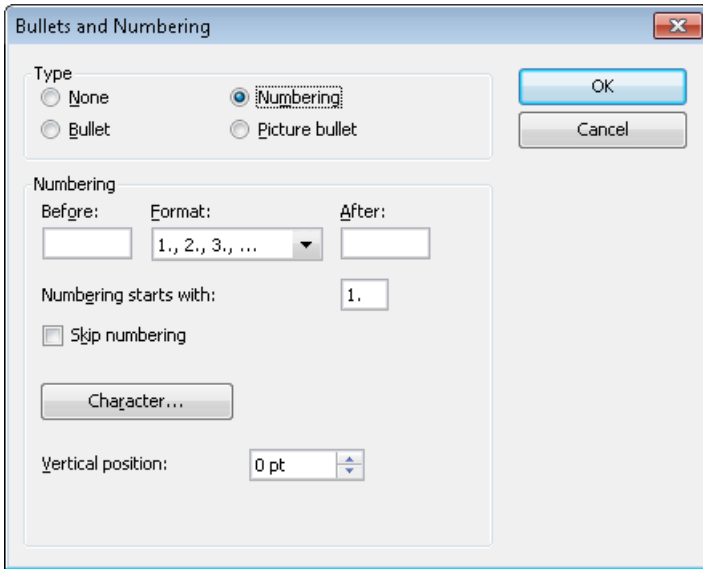 Bullets and Numbering
Type
None Numbering
Bullet Picture bullet
OK
Cancel
Numbering
Before: Format: After:
1., 2., 3., ...
Numbering starts with: 1.
Skip numbering
Character...
Vertical position: 0 pt